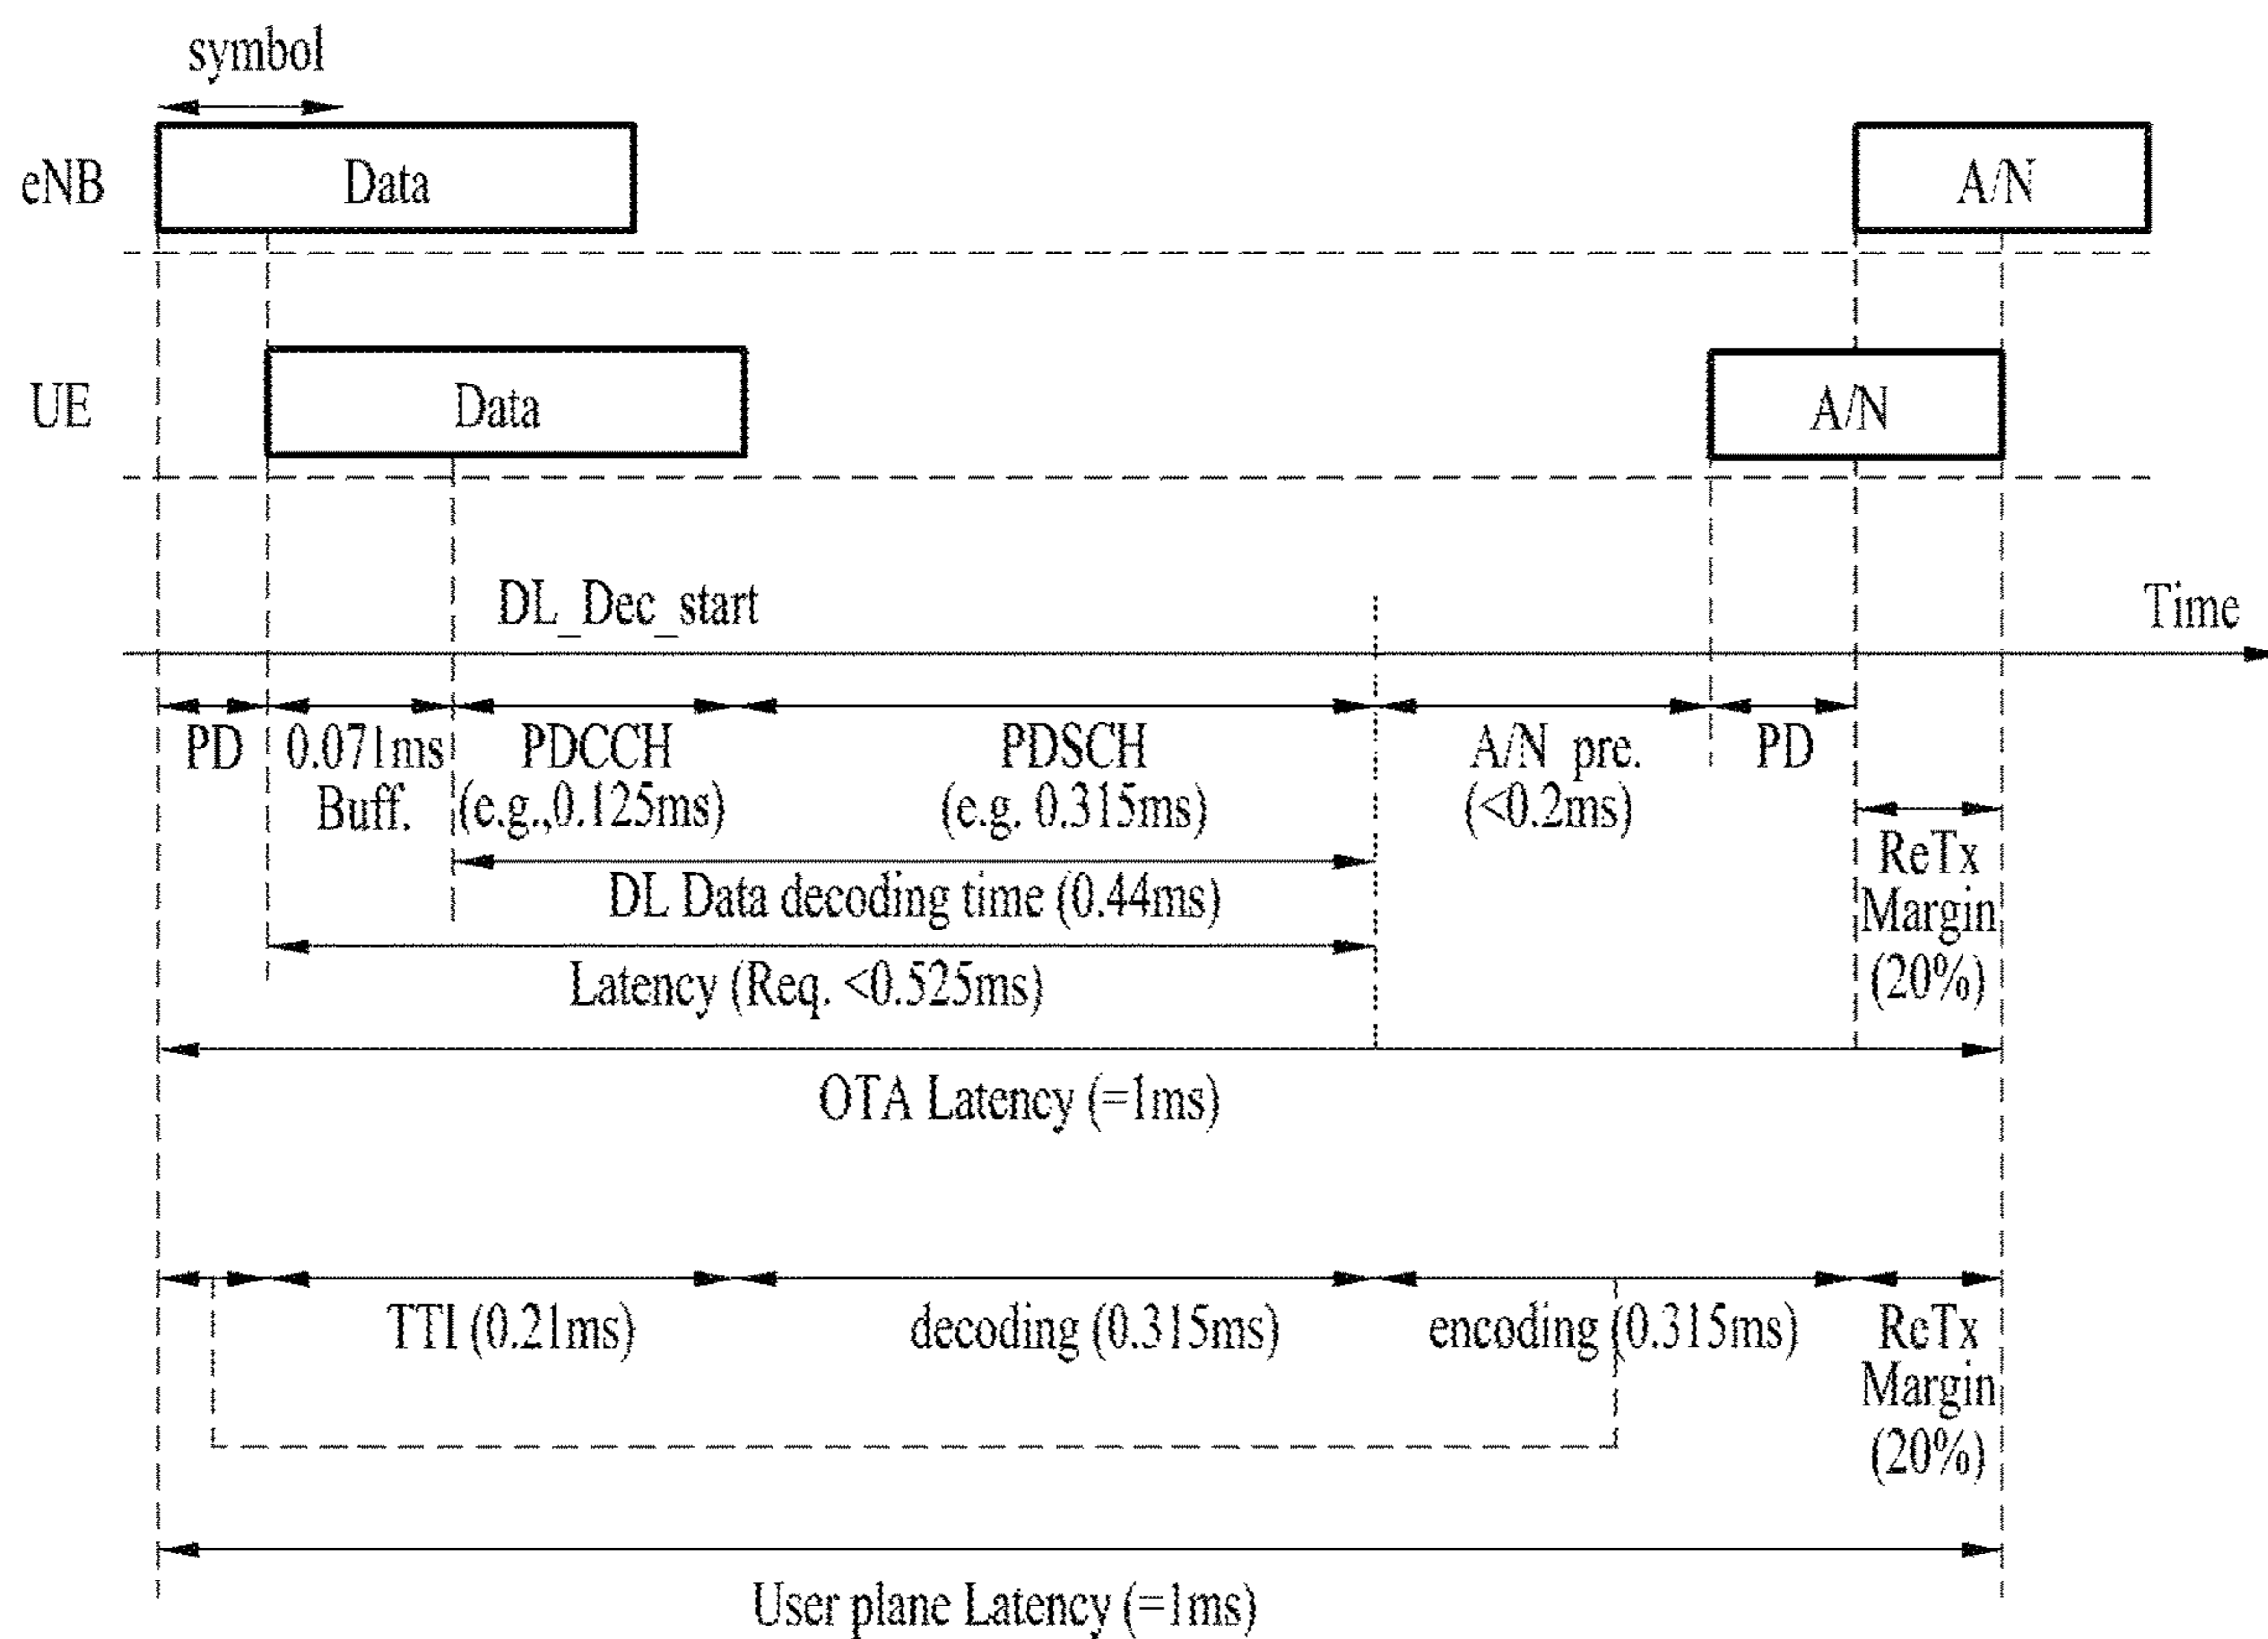 symbol
eNB
Data
A/N
UE
Data
A/N
DL_Dec_start
Time
PD
0.071ms
Buff.
PDCCH
(e.g.,0.125ms)
PDSCH
(e.g. 0.315ms)
A/N pre.
(<0.2ms)
PD
ReTx
Margin
(20%)
DL Data decoding time (0.44ms)
Latency (Req. <0.525ms)
OTA Latency (=1ms)
TTI (0.21ms)
decoding (0.315ms)
encoding (0.315ms)
ReTx
Margin
(20%)
User plane Latency (=1ms)